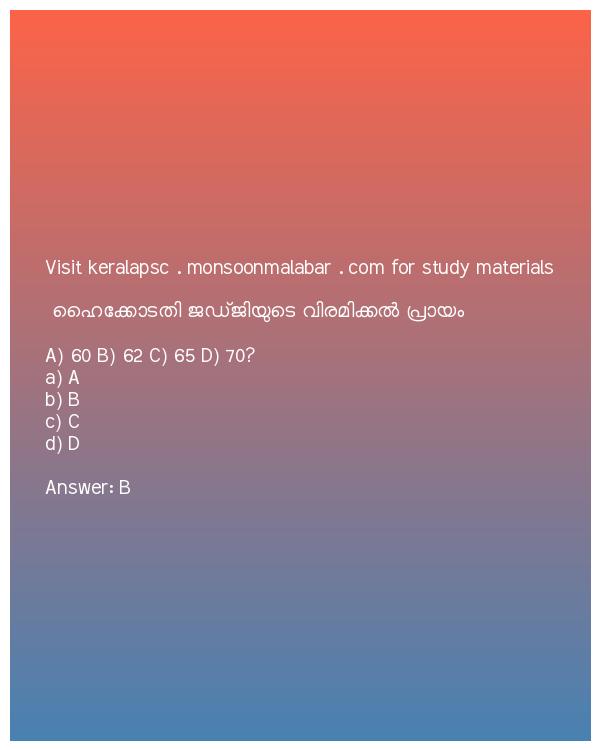 Visit keralapsc . monsoonmalabar . com for study materials
ഹൈക്കോടതി ജഡ്ജിയുടെ വിരമിക്കൽ പ്രായം
A) 60 B) 62 C) 65 D) 70?
a) A
b) B
c) C
d) D
Answer: B